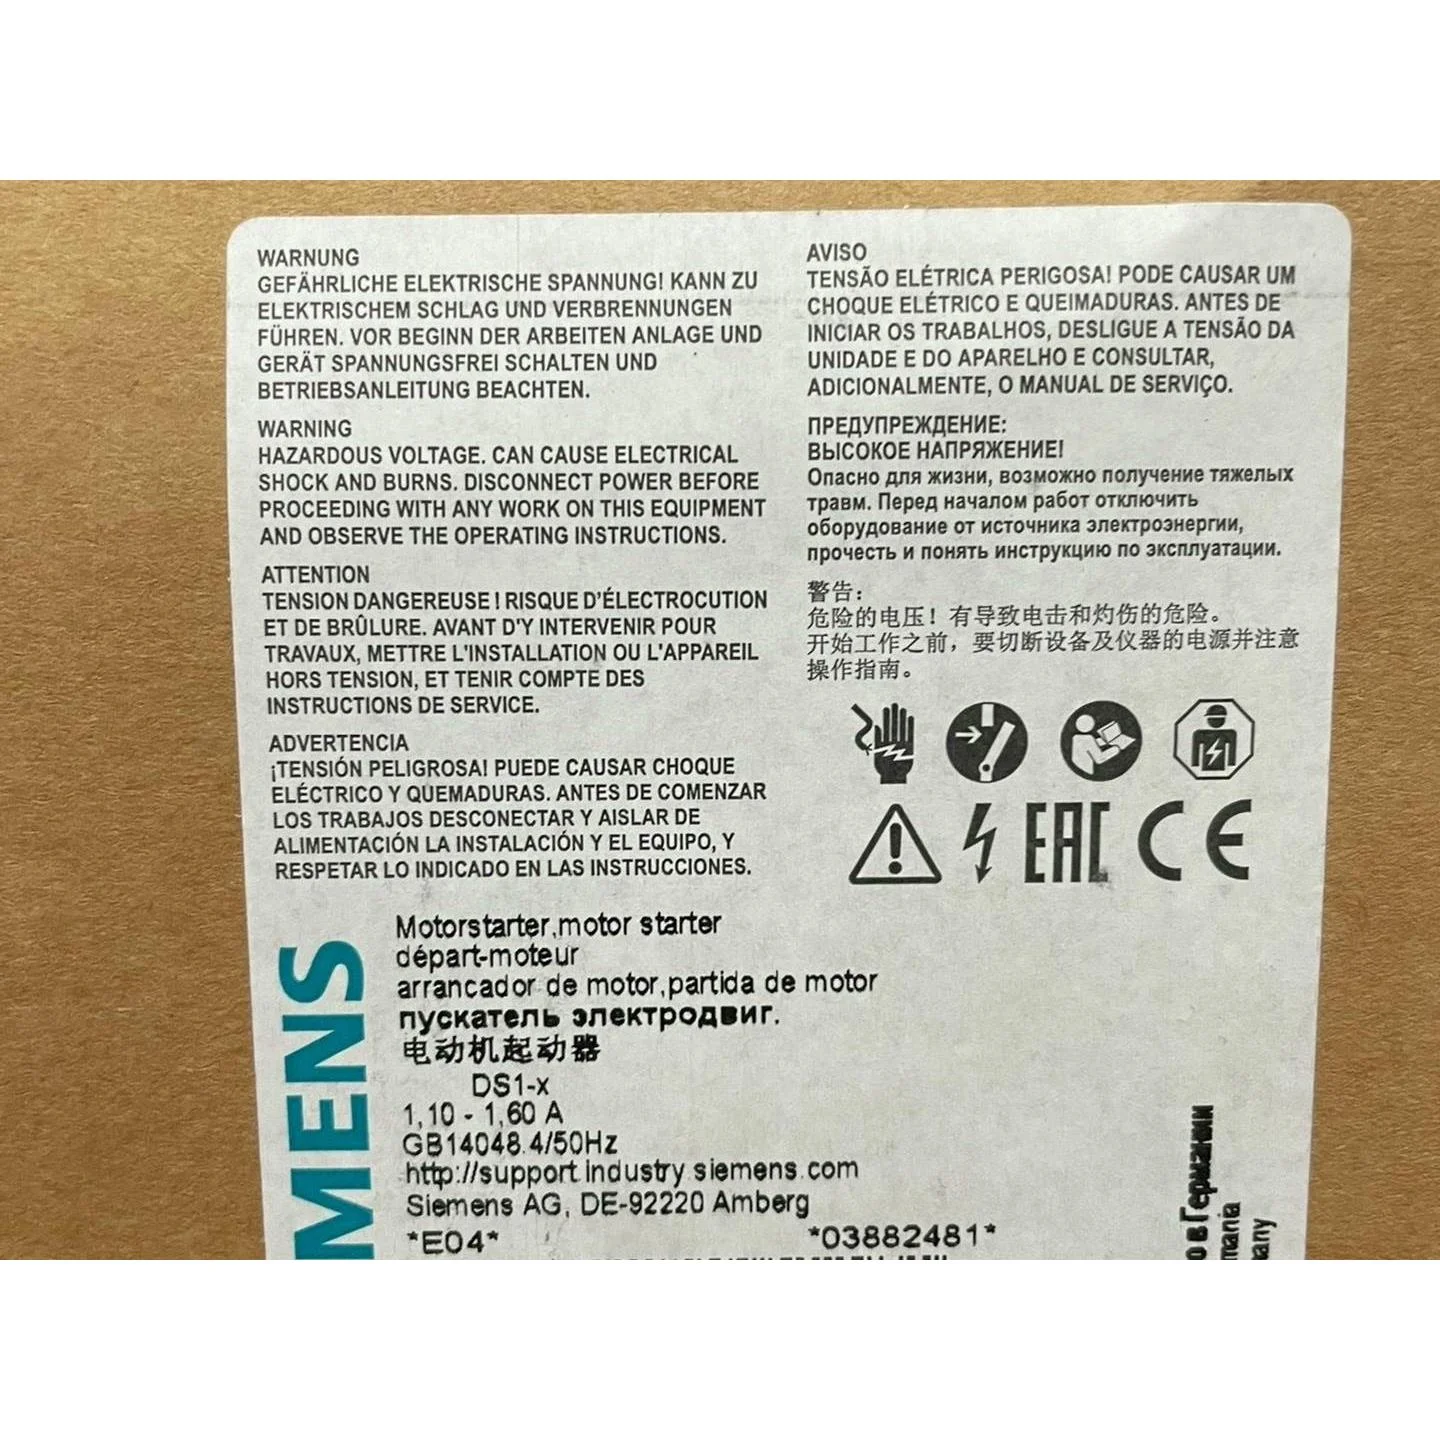 WARNUNG
GEFÄHRLICHE ELEKTRISCHE SPANNUNG! KANN ZU
ELEKTRISCHEM SCHLAG UND VERBRENNUNGEN
FÜHREN. VOR BEGINN DER ARBEITEN ANLAGE UND
GERÄT SPANNUNGSFREI SCHALTEN UND
BETRIEBSANLEITUNG BEACHTEN.
WARNING
HAZARDOUS VOLTAGE. CAN CAUSE ELECTRICAL
SHOCK AND BURNS. DISCONNECT POWER BEFORE
PROCEEDING WITH ANY WORK ON THIS EQUIPMENT
AND OBSERVE THE OPERATING INSTRUCTIONS.
ATTENTION
TENSION DANGEREUSE ! RISQUE D'ÉLECTROCUTION
ET DE BRÛLURE. AVANT D'Y INTERVENIR POUR
TRAVAUX, METTRE L'INSTALLATION OU L'APPAREIL
HORS TENSION, ET TENIR COMPTE DES
INSTRUCTIONS DE SERVICE.
ADVERTENCIA
¡TENSIÓN PELIGROSA! PUEDE CAUSAR CHOQUE
ELÉCTRICO Y QUEMADURAS. ANTES DE COMENZAR
LOS TRABAJOS DESCONECTAR Y AISLAR DE
ALIMENTACIÓN LA INSTALACIÓN Y EL EQUIPO, Y
RESPETAR LO INDICADO EN LAS INSTRUCCIONES.
AVISO
TENSÃO ELÉTRICA PERIGOSA! PODE CAUSAR UM
CHOQUE ELÉTRICO E QUEIMADURAS. ANTES DE
INICIAR OS TRABALHOS, DESLIGUE A TENSÃO DA
UNIDADE E DO APARELHO E CONSULTAR,
ADICIONALMENTE, O MANUAL DE SERVIÇO.
ПРЕДУПРЕЖДЕНИЕ:
ВЫСОКОЕ НАПРЯЖЕНИЕ!
Опасно для жизни, возможно получение тяжелых
травм. Перед началом работ отключить
оборудование от источника электроэнергии,
прочесть и понять инструкцию по эксплуатации.
警告：
危险的电压！有导致电击和灼伤的危险。
开始工作之前，要切断设备及仪器的电源并注意
操作指南。
EAC CE
MENS
Motorstarter,motor starter
départ-moteur
arrancador de motor,partida de motor
пускатель электродвиг.
电动机起动器
DS1-x
1,10 - 1,60 A
GB14048.4/50Hz
http://support.industry.siemens.com
Siemens AG, DE-92220 Amberg
*E04* *03882481*
о в Германии
mania
any